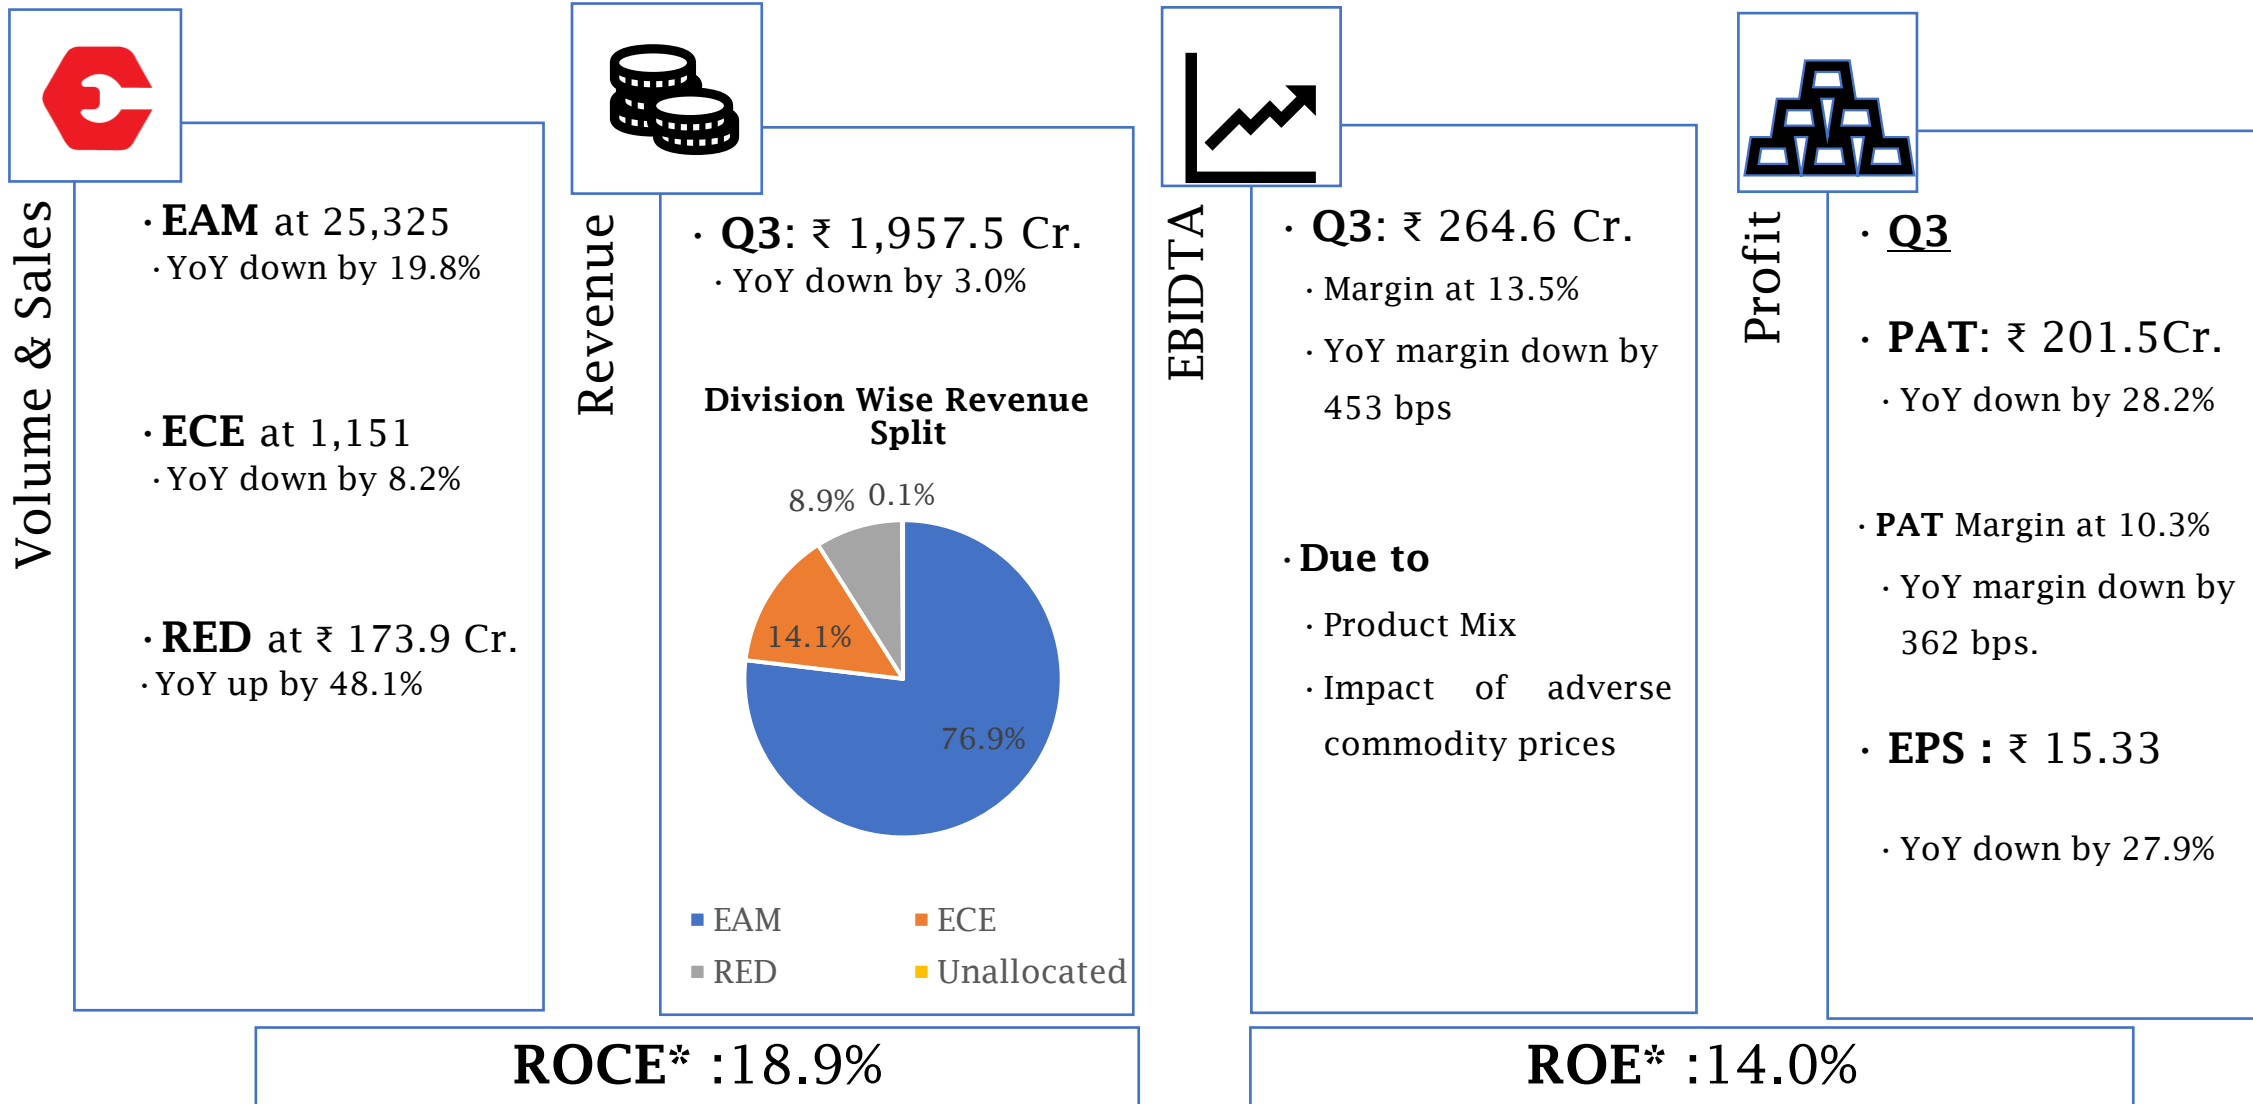 Volume & Sales
· EAM at 25,325
· YoY down by 19.8%
· ECE at 1,151
· YoY down by 8.2%
· RED at ₹ 173.9 Cr.
· YoY up by 48.1%
Revenue
· Q3: ₹ 1,957.5 Cr.
· YoY down by 3.0%
Division Wise Revenue
Split
8.9% 0.1%
14.1%
76.9%
EAM ECE
RED Unallocated
EBIDTA
· Q3: ₹ 264.6 Cr.
· Margin at 13.5%
· YoY margin down by
453 bps
· Due to
· Product Mix
· Impact of adverse
commodity prices
Profit
· Q3
· PAT: ₹ 201.5Cr.
· YoY down by 28.2%
· PAT Margin at 10.3%
· YoY margin down by
362 bps.
· EPS : ₹ 15.33
· YoY down by 27.9%
ROCE* :18.9%
ROE* :14.0%